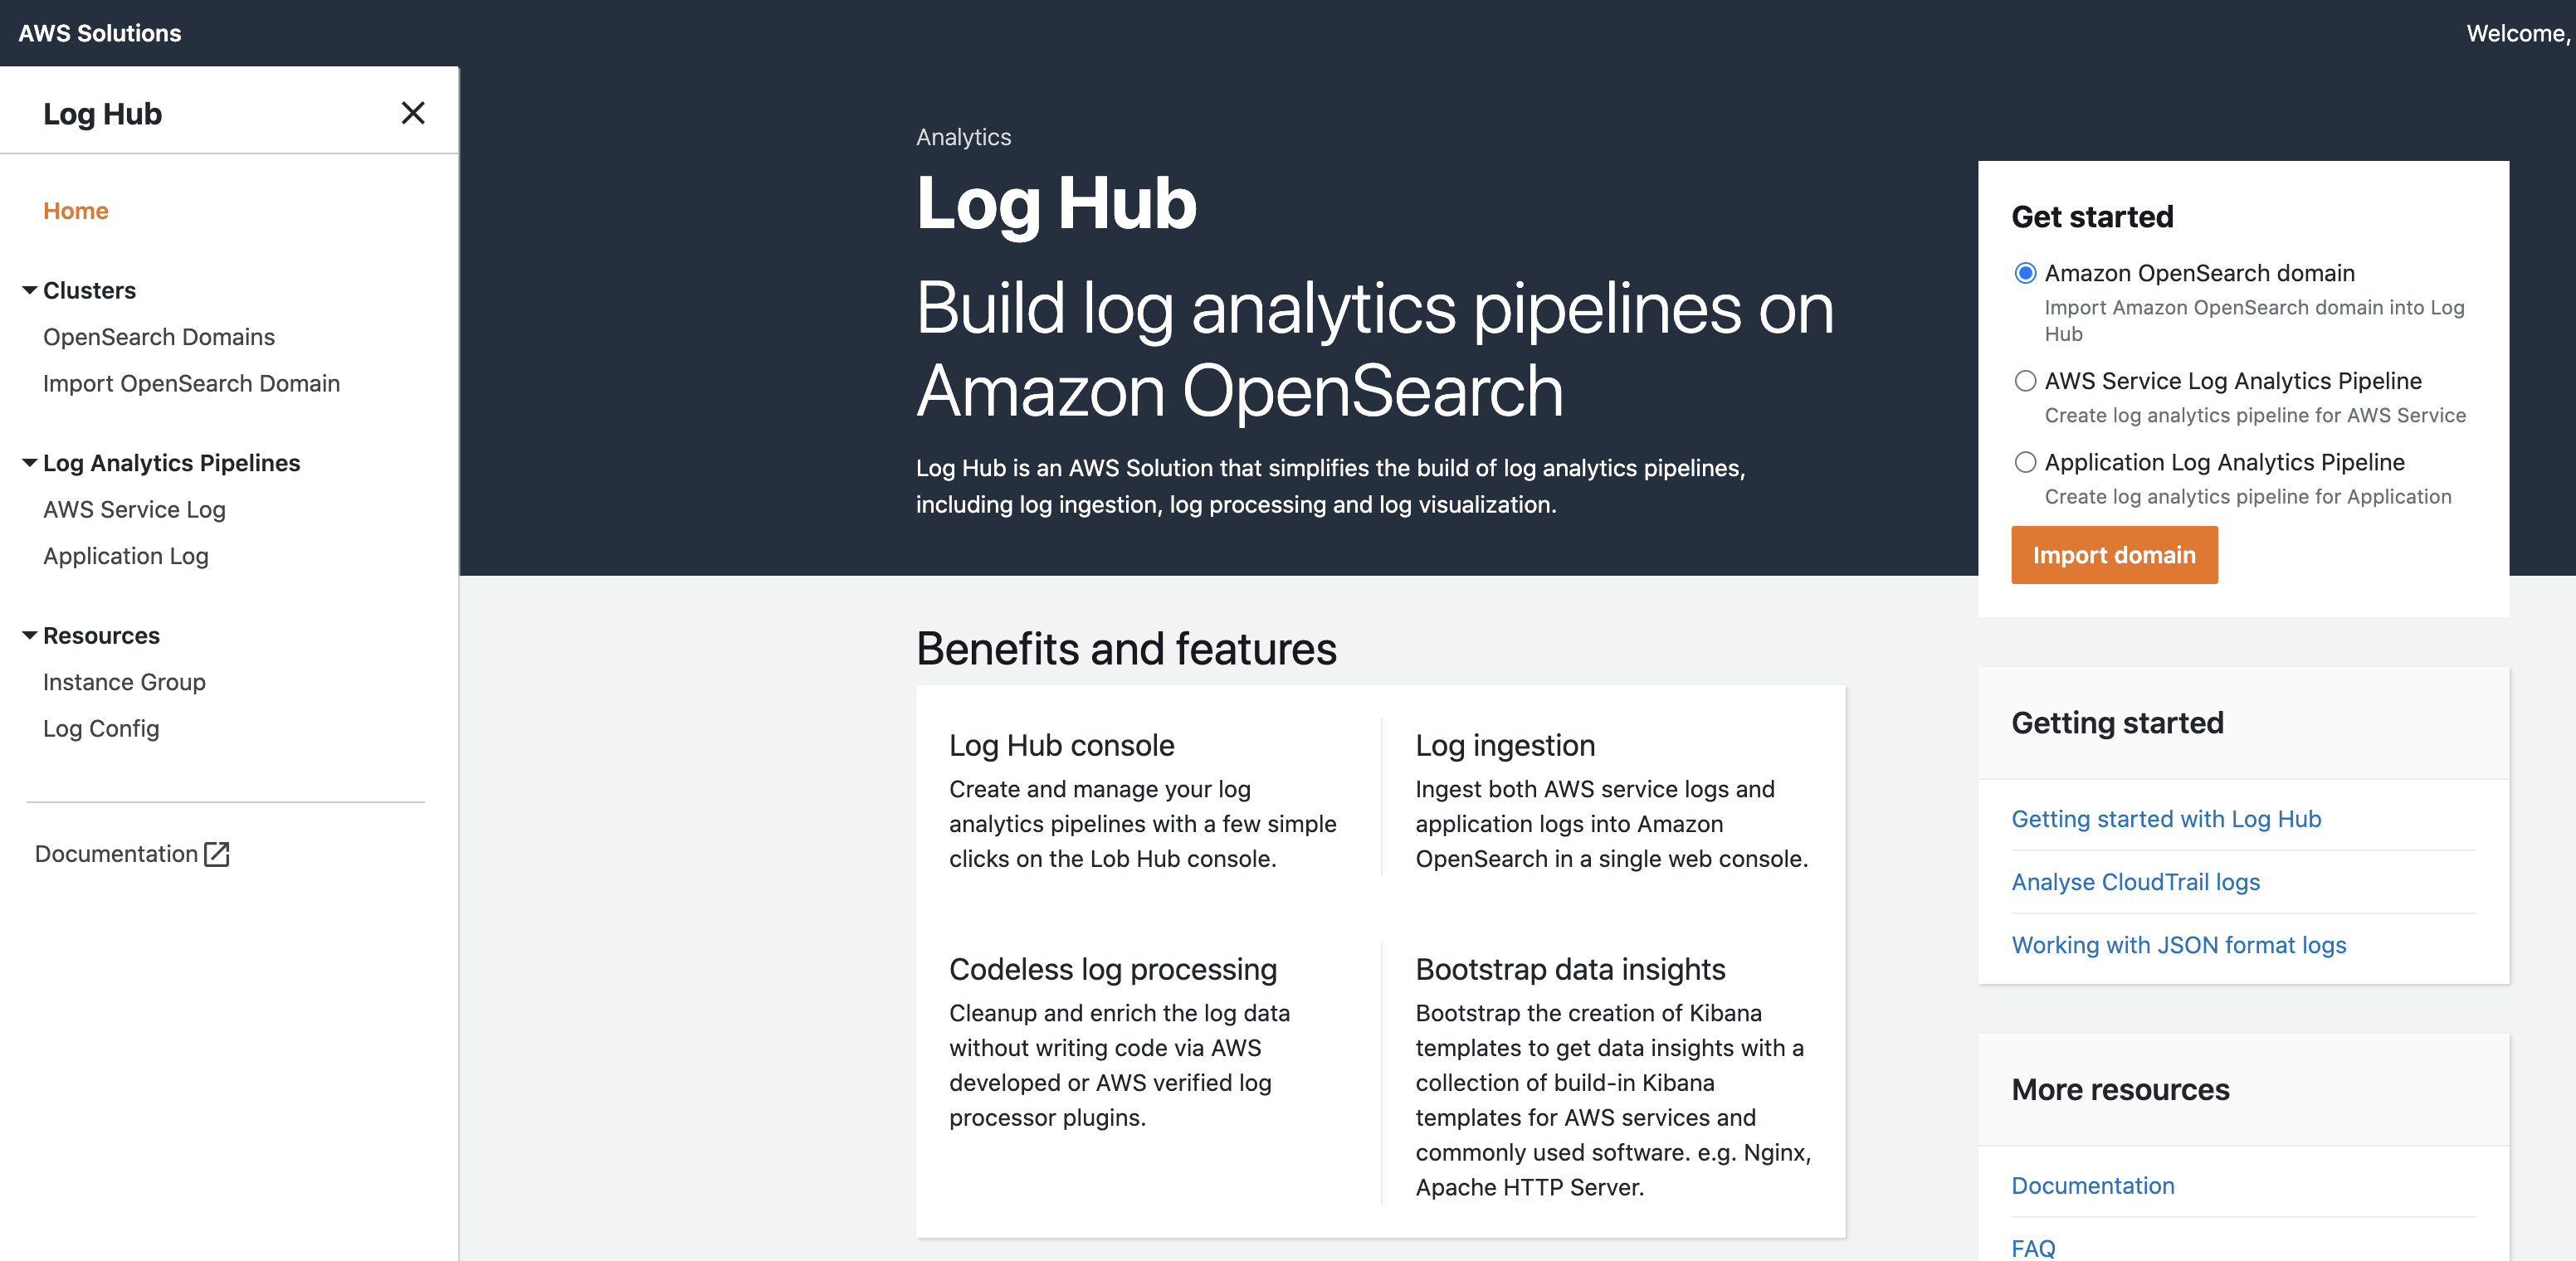 AWS Solutions
Welcome,
Log Hub
Home
Clusters
OpenSearch Domains
Import OpenSearch Domain
Log Analytics Pipelines
AWS Service Log
Application Log
Resources
Instance Group
Log Config
Documentation
Analytics
Log Hub
Build log analytics pipelines on
Amazon OpenSearch
Log Hub is an AWS Solution that simplifies the build of log analytics pipelines,
including log ingestion, log processing and log visualization.
Benefits and features
Log Hub console
Create and manage your log
analytics pipelines with a few simple
clicks on the Lob Hub console.
Log ingestion
Ingest both AWS service logs and
application logs into Amazon
OpenSearch in a single web console.
Codeless log processing
Cleanup and enrich the log data
without writing code via AWS
developed or AWS verified log
processor plugins.
Bootstrap data insights
Bootstrap the creation of Kibana
templates to get data insights with a
collection of build-in Kibana
templates for AWS services and
commonly used software. e.g. Nginx,
Apache HTTP Server.
Get started
Amazon OpenSearch domain
Import Amazon OpenSearch domain into Log
Hub
AWS Service Log Analytics Pipeline
Create log analytics pipeline for AWS Service
Application Log Analytics Pipeline
Create log analytics pipeline for Application
Import domain
Getting started
Getting started with Log Hub
Analyse CloudTrail logs
Working with JSON format logs
More resources
Documentation
FAQ